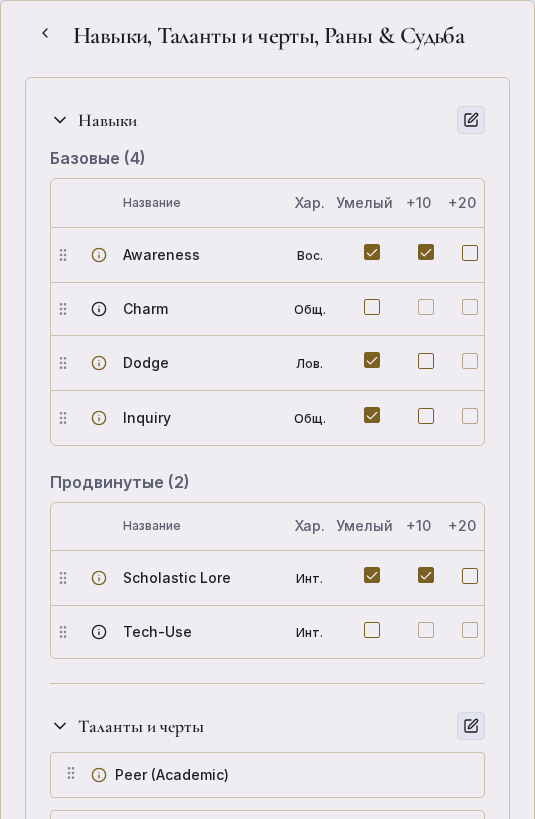 Навыки, Таланты и черты, Раны & Судьба
Навыки
Базовые (4)
Название Хар. Умелый +10 +20
Awareness Вос.
Charm Общ.
Dodge Лов.
Inquiry Общ.
Продвинутые (2)
Название Хар. Умелый +10 +20
Scholastic Lore Инт.
Tech-Use Инт.
Таланты и черты
Peer (Academic)